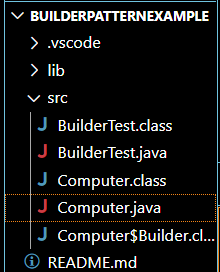 BUILDERPATTERNEXAMPLE
.vscode
lib
src
J BuilderTest.class
J BuilderTest.java
J Computer.class
J Computer.java
J Computer$Builder.cl...
README.md